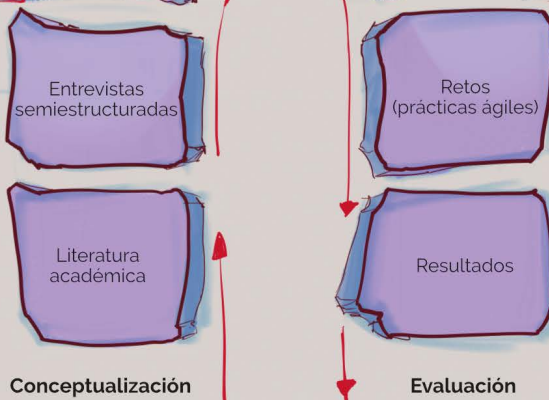 Entrevistas
semiestructuradas
Retos
(prácticas ágiles)
Literatura
académica
Resultados
Conceptualización
Evaluación